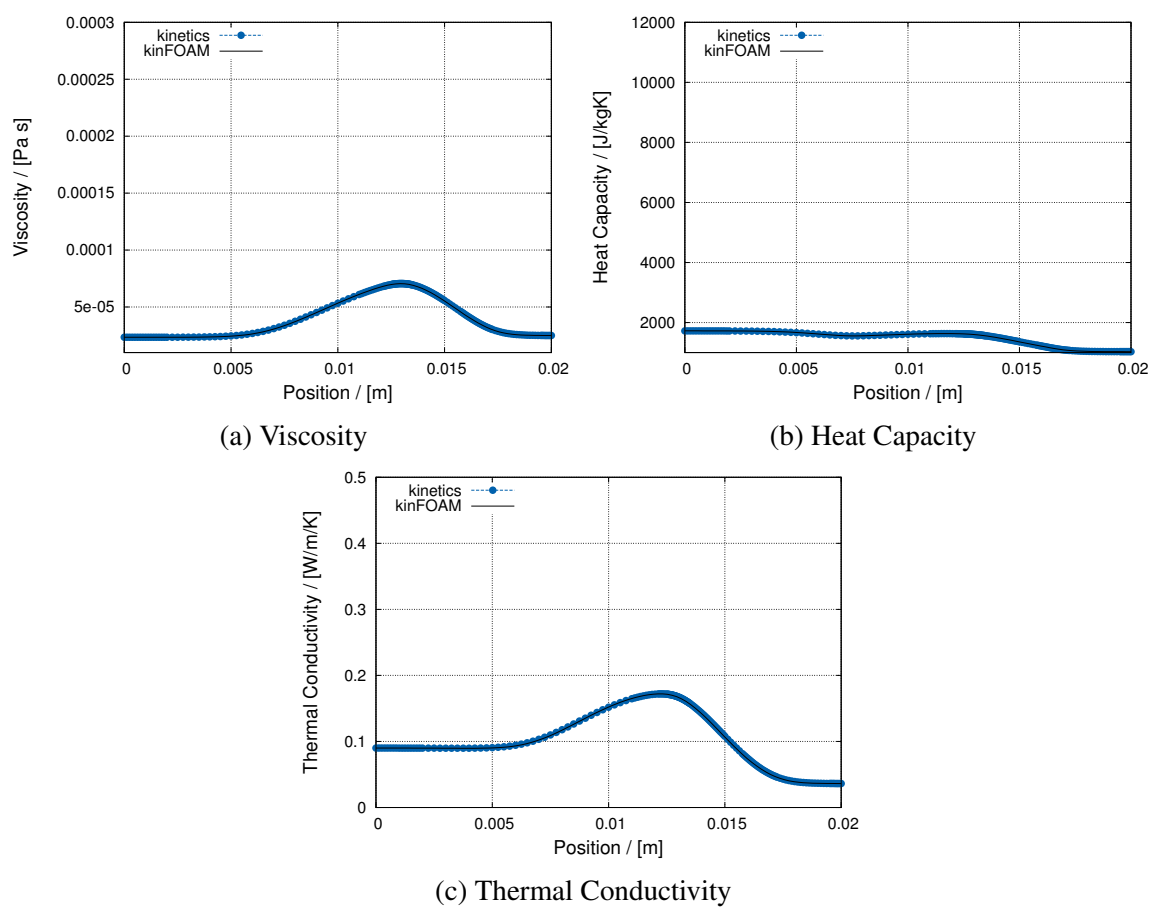 kinetics
kinFOAM
0.0003
0.00025
0.0002
0.00015
0.0001
5e-05
Viscosity / [Pa s]
0
0.005
0.01
0.015
0.02
Position / [m]
(a) Viscosity
kinetics
kinFOAM
12000
10000
8000
6000
4000
2000
Heat Capacity / [J/kgK]
0
0.005
0.01
0.015
0.02
Position / [m]
(b) Heat Capacity
kinetics
kinFOAM
0.5
0.4
0.3
0.2
0.1
0
Thermal Conductivity / [W/m/K]
0
0.005
0.01
0.015
0.02
Position / [m]
(c) Thermal Conductivity